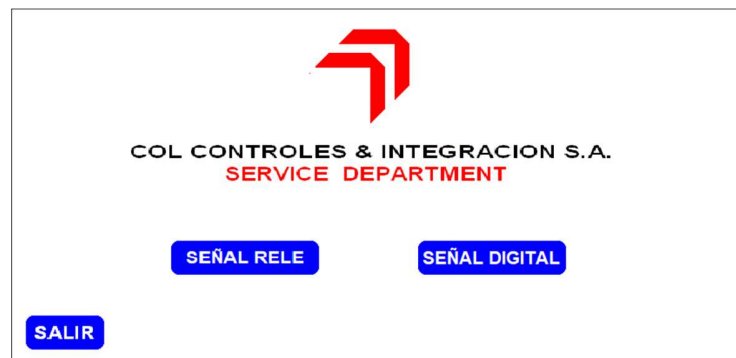 COL CONTROLES & INTEGRACION S.A.
SERVICE DEPARTMENT
SEÑAL RELE
SEÑAL DIGITAL
SALIR